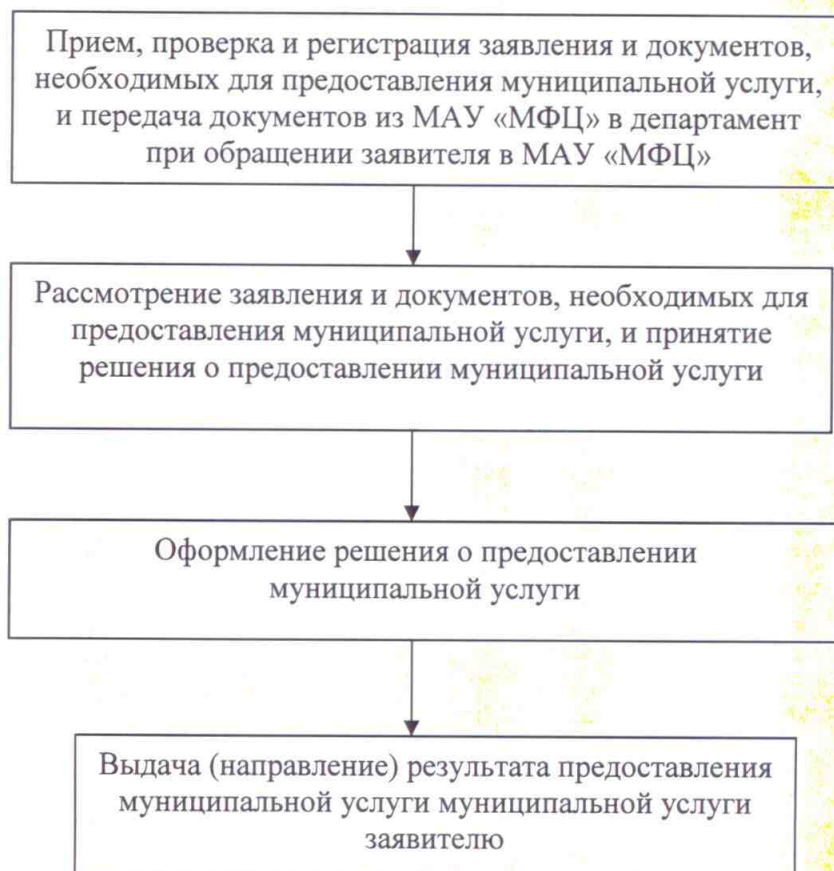 Прием, проверка и регистрация заявления и документов,
необходимых для предоставления муниципальной услуги,
и передача документов из МАУ «МФЦ» в департамент
при обращении заявителя в МАУ «МФЦ»
Рассмотрение заявления и документов, необходимых для
предоставления муниципальной услуги, и принятие
решения о предоставлении муниципальной услуги
Оформление решения о предоставлении
муниципальной услуги
Выдача (направление) результата предоставления
муниципальной услуги муниципальной услуги
заявителю